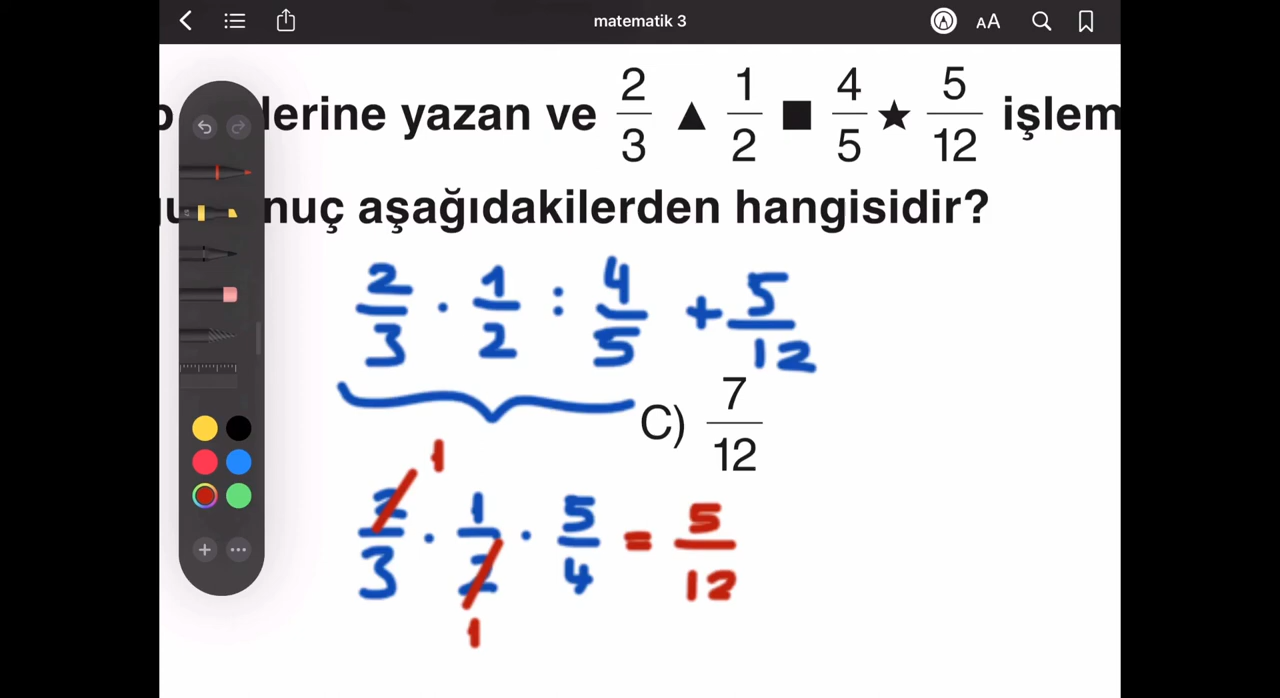 matematik 3
AA
lerine yazan ve 2/3 ▲ 1/2 ■ 4/5 ★ 5/12 işlem
nuç aşağıdakilerden hangisidir?
2/3 · 1/2 : 4/5 + 5/12
C) 7/12
1
2/3 · 1/2 · 5/4 = 5/12
1